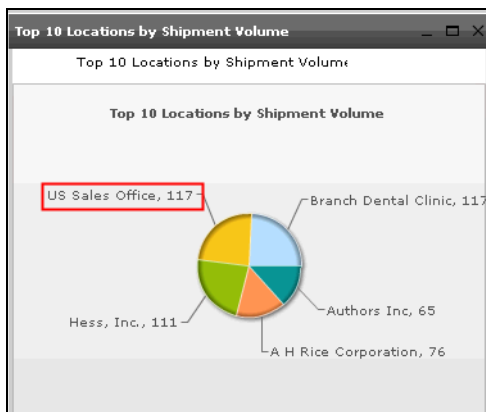 Top 10 Locations by Shipment Volume
Top 10 Locations by Shipment Volume
Top 10 Locations by Shipment Volume
US Sales Office, 117
Branch Dental Clinic, 117
Hess, Inc., 111
Authors Inc, 65
A H Rice Corporation, 76